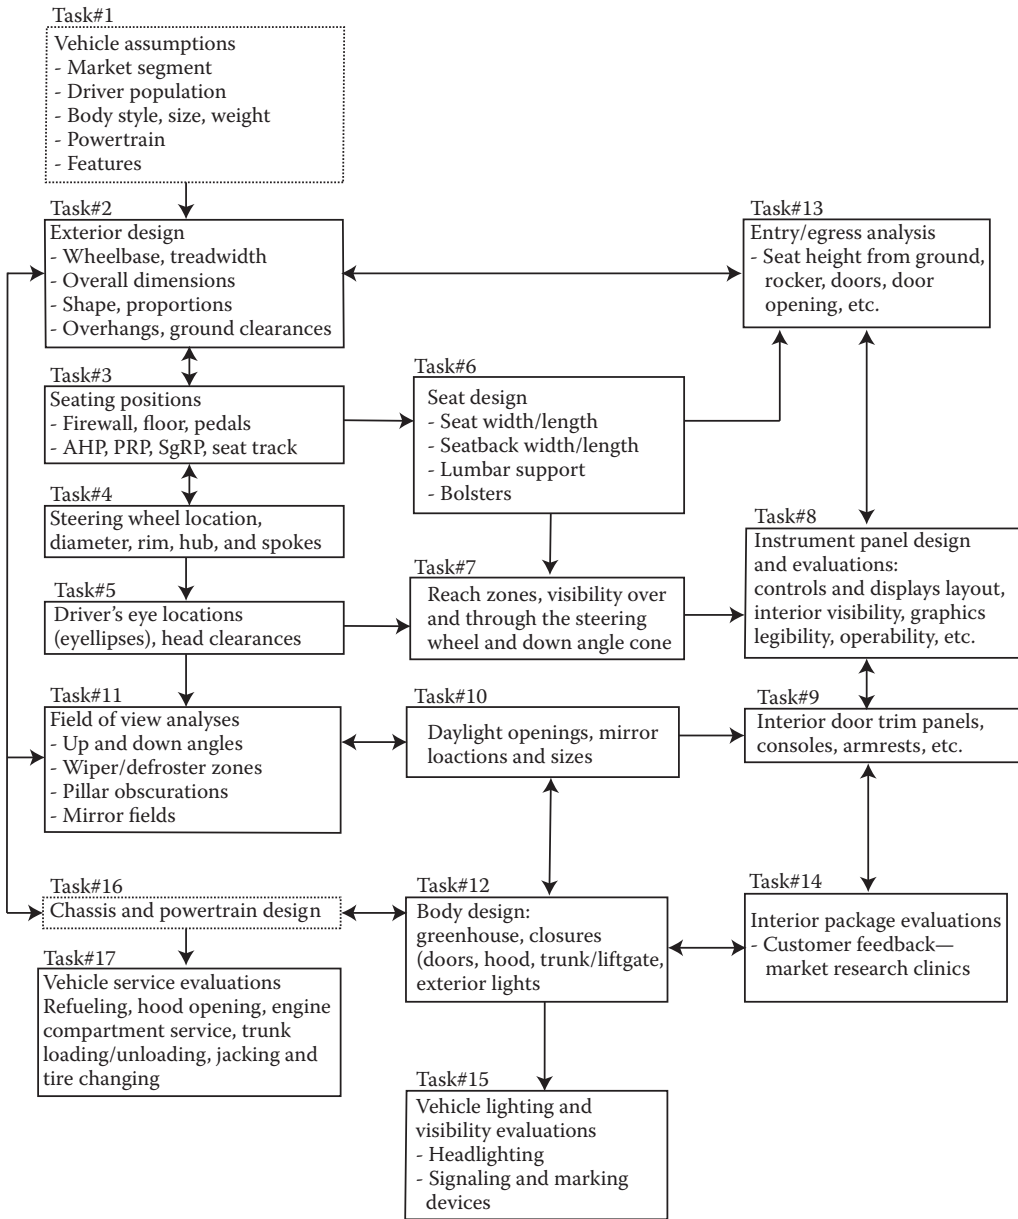 Task#1
Vehicle assumptions
- Market segment
- Driver population
- Body style, size, weight
- Powertrain
- Features
Task#2
Exterior design
- Wheelbase, treadwidth
- Overall dimensions
- Shape, proportions
- Overhangs, ground clearances
Task#13
Entry/egress analysis
- Seat height from ground,
rocker, doors, door
opening, etc.
Task#3
Seating positions
- Firewall, floor, pedals
- AHP, PRP, SgRP, seat track
Task#6
Seat design
- Seat width/length
- Seatback width/length
- Lumbar support
- Bolsters
Task#4
Steering wheel location,
diameter, rim, hub, and spokes
Task#8
Instrument panel design
and evaluations:
controls and displays layout,
interior visibility, graphics
legibility, operability, etc.
Task#5
Driver's eye locations
(eyellipses), head clearances
Task#7
Reach zones, visibility over
and through the steering
wheel and down angle cone
Task#11
Field of view analyses
- Up and down angles
- Wiper/defroster zones
- Pillar obscurations
- Mirror fields
Task#10
Daylight openings, mirror
loactions and sizes
Task#9
Interior door trim panels,
consoles, armrests, etc.
Task#16
Chassis and powertrain design
Task#12
Body design:
greenhouse, closures
(doors, hood, trunk/liftgate,
exterior lights
Task#14
Interior package evaluations
- Customer feedback—
market research clinics
Task#17
Vehicle service evaluations
Refueling, hood opening, engine
compartment service, trunk
loading/unloading, jacking and
tire changing
Task#15
Vehicle lighting and
visibility evaluations
- Headlighting
- Signaling and marking
devices